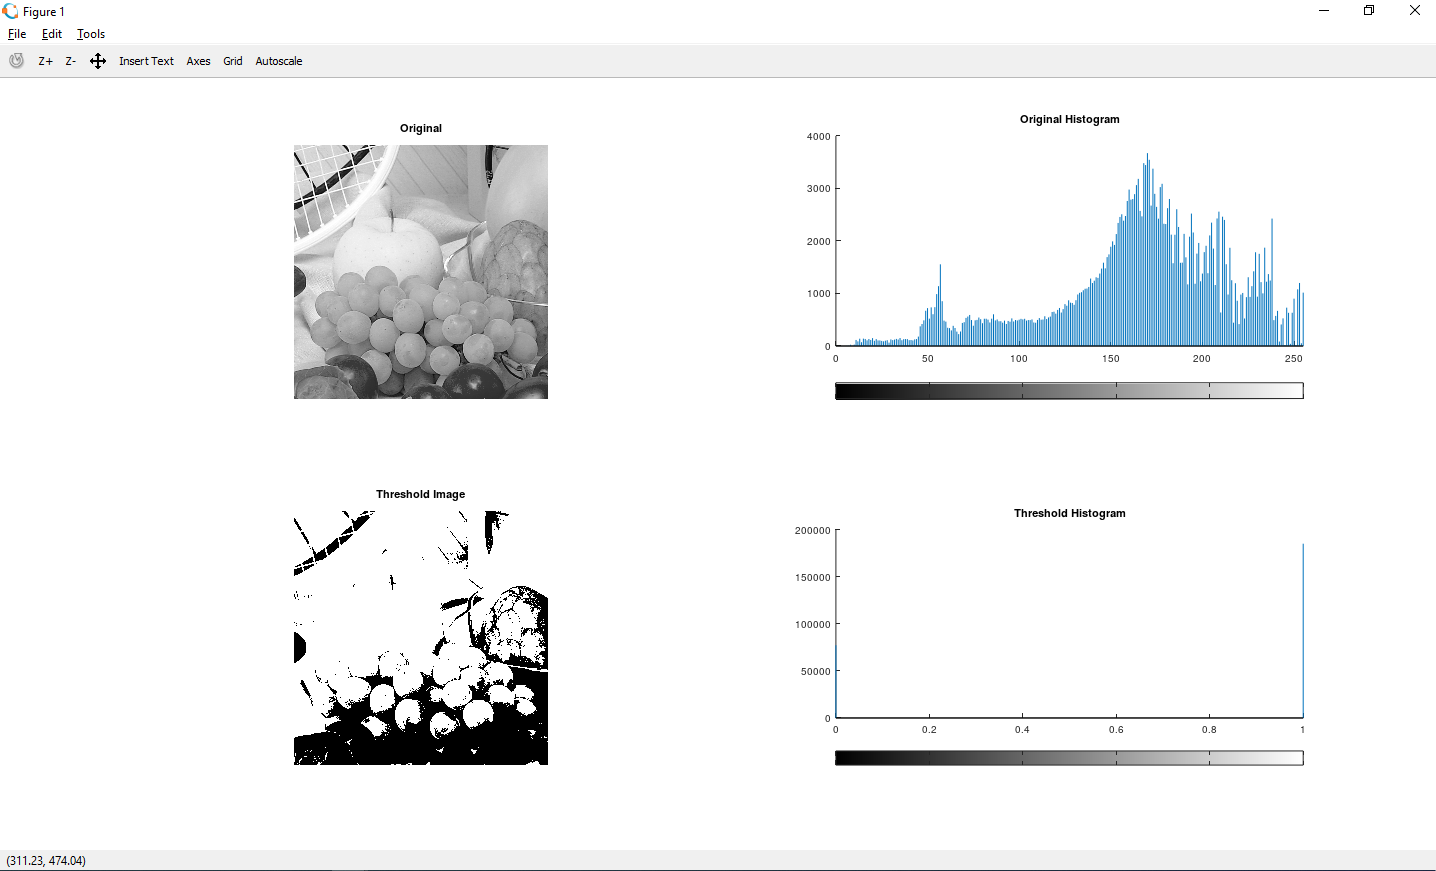 Figure 1
File Edit Tools
Z+ Z- Insert Text Axes Grid Autoscale
Original
Original Histogram
4000
3000
2000
1000
0
0 50 100 150 200 250
Threshold Image
Threshold Histogram
200000
150000
100000
50000
0
0 0.2 0.4 0.6 0.8 1
(311.23, 474.04)